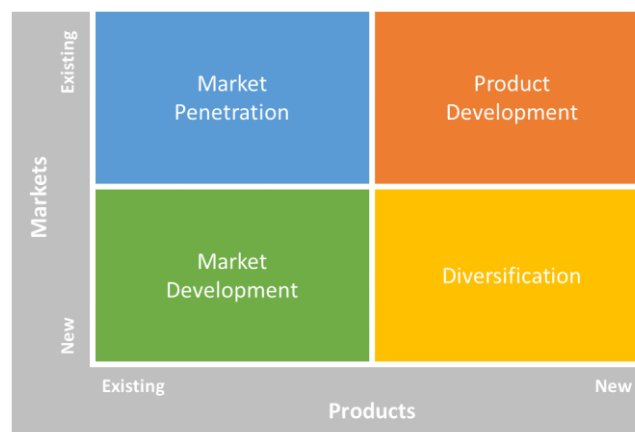 Existing
Market
Penetration
Product
Development
Markets
Market
Development
Diversification
New
Existing
New
Products